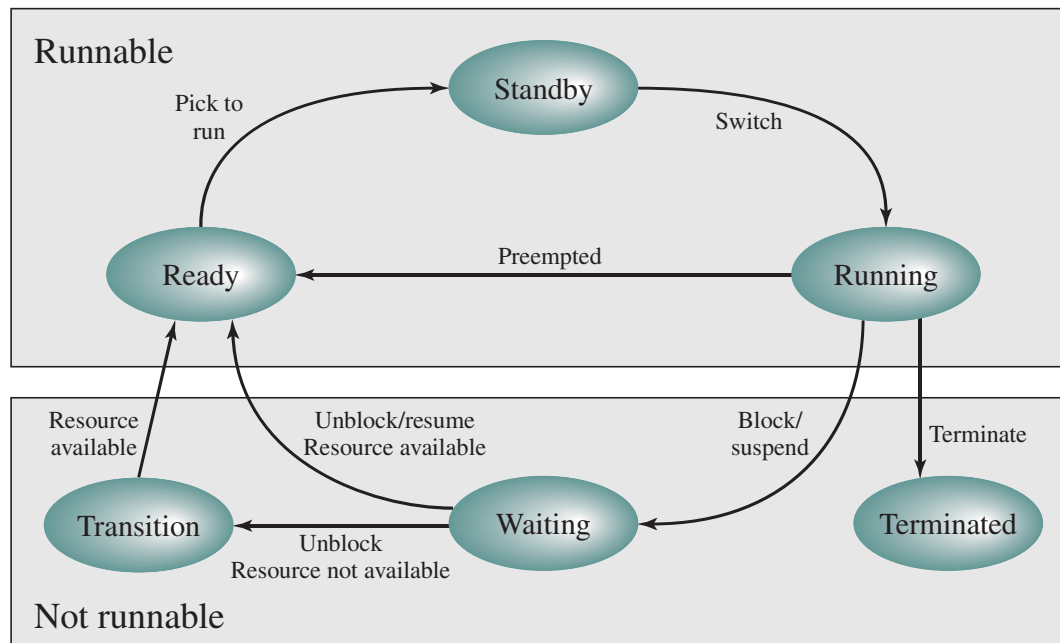 Runnable
Standby
Pick to
run
Switch
Ready
Preempted
Running
Resource
available
Unblock/resume
Resource available
Block/
suspend
Terminate
Transition
Waiting
Terminated
Unblock
Resource not available
Not runnable